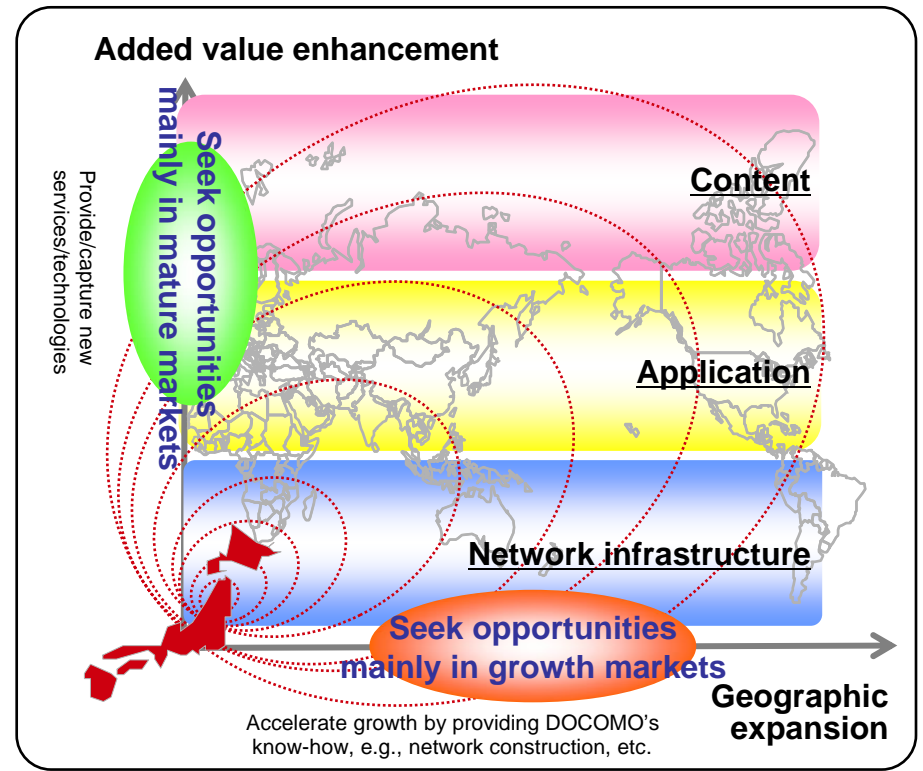 Added value enhancement
Seek opportunities
mainly in mature markets
Provide/capture new
services/technologies
Content
Application
Network infrastructure
Seek opportunities
mainly in growth markets
Geographic
expansion
Accelerate growth by providing DOCOMO's
know-how, e.g., network construction, etc.